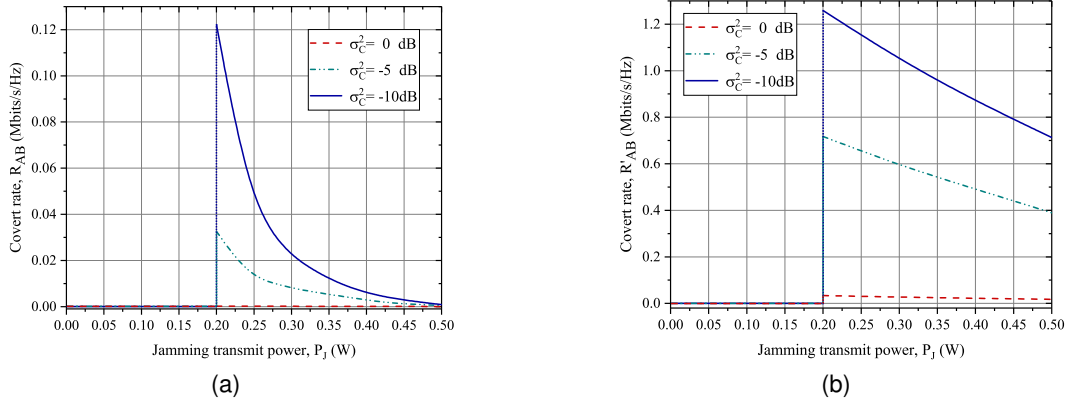 0.12
0.10
0.08
0.06
0.04
0.02
0.00
Covert rate, R_AB (Mbits/s/Hz)
σ²_C= 0 dB
σ²_C= -5 dB
σ²_C= -10dB
0.00 0.05 0.10 0.15 0.20 0.25 0.30 0.35 0.40 0.45 0.50
Jamming transmit power, P_J (W)
(a)
1.2
1.0
0.8
0.6
0.4
0.2
0.0
Covert rate, R'_AB (Mbits/s/Hz)
σ²_C= 0 dB
σ²_C= -5 dB
σ²_C= -10dB
0.00 0.05 0.10 0.15 0.20 0.25 0.30 0.35 0.40 0.45 0.50
Jamming transmit power, P_J (W)
(b)